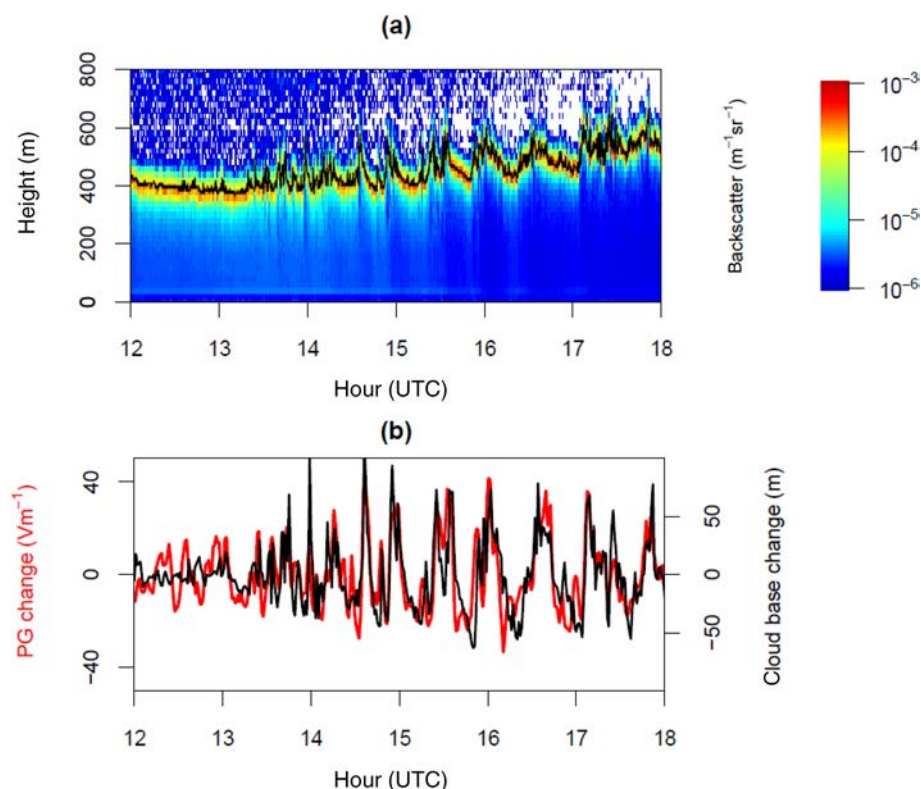 (a)
Height (m)
800
600
400
200
0
12 13 14 15 16 17 18
Hour (UTC)
Backscatter (m⁻¹sr⁻¹)
10⁻³
10⁻⁴
10⁻⁵
10⁻⁶
(b)
PG change (Vm⁻¹)
40
0
−40
50
0
−50
Cloud base change (m)
12 13 14 15 16 17 18
Hour (UTC)